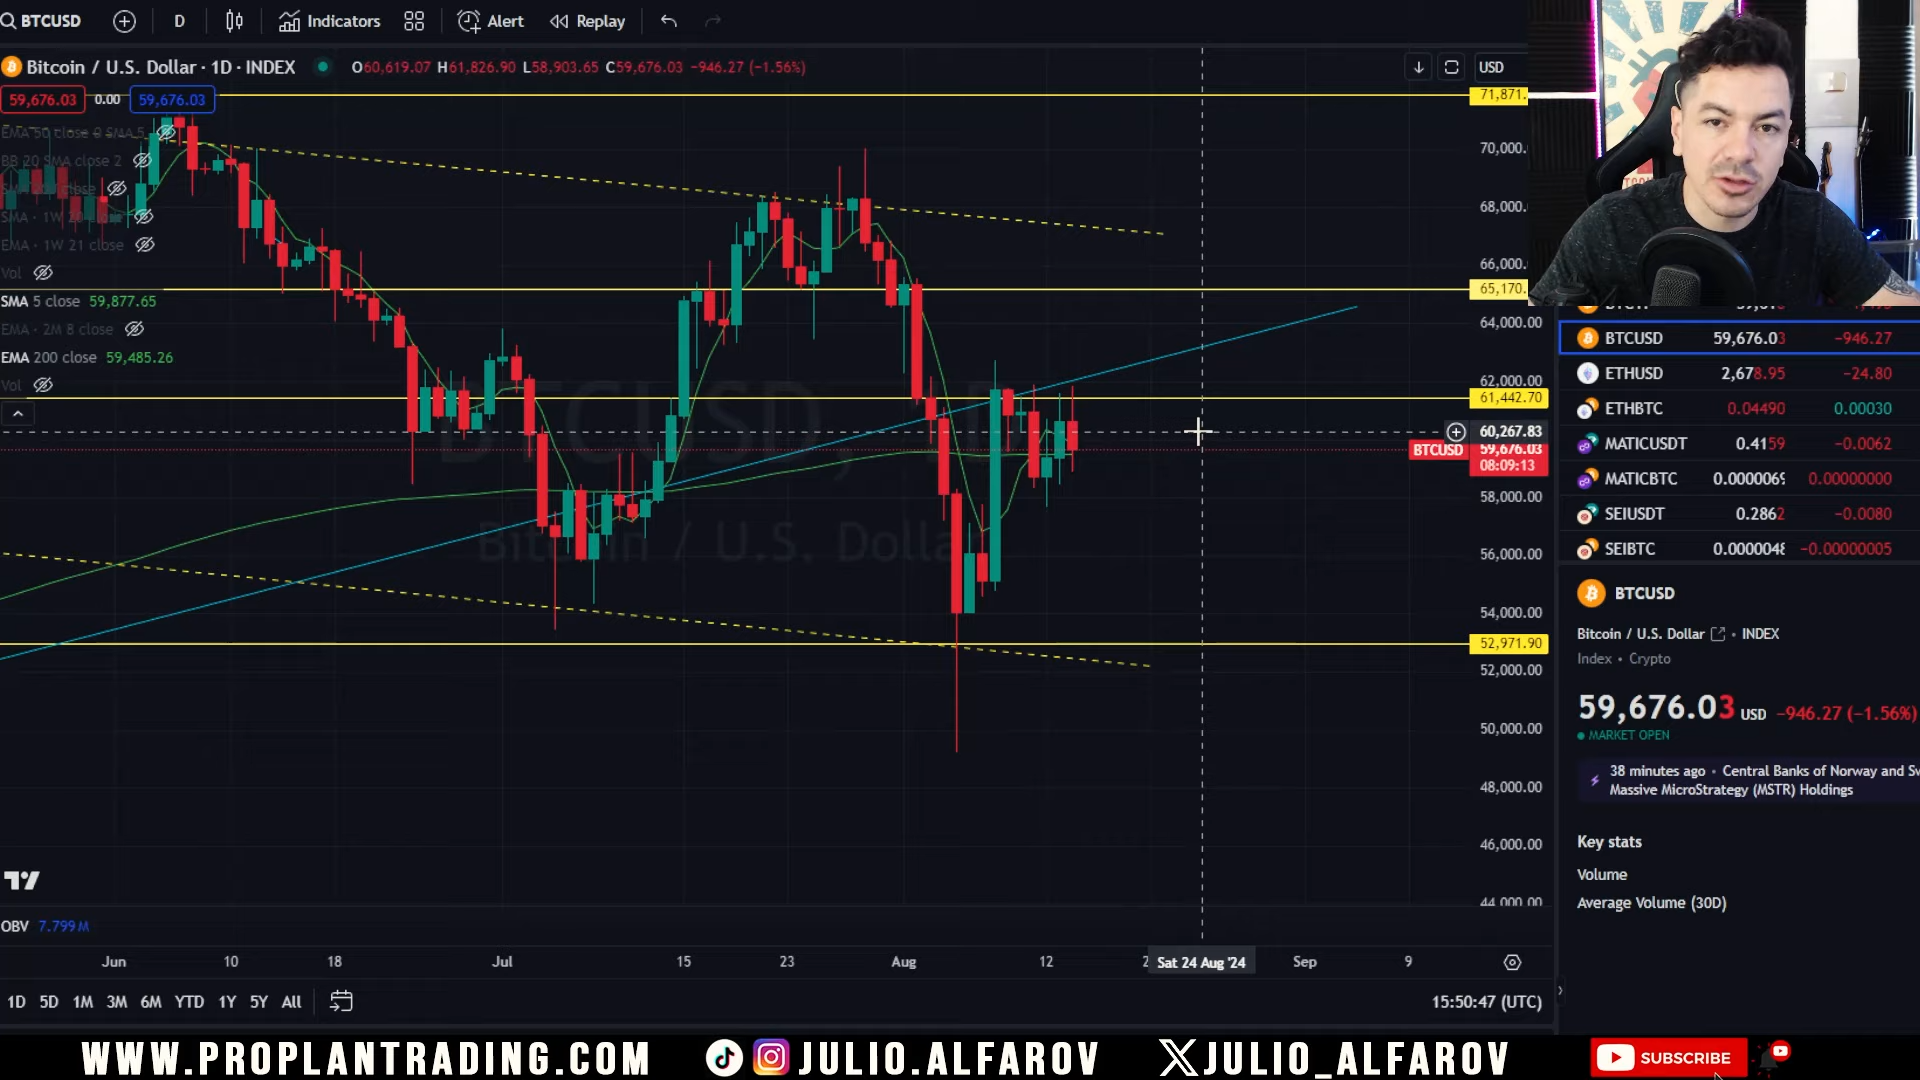 BTCUSD D Indicators Alert Replay
Bitcoin / U.S. Dollar · 1D · INDEX O60,619.07 H61,826.90 L58,903.65 C59,676.03 −946.27 (−1.56%) USD
59,676.03 0.00 59,676.03
EMA 50 close 0 SMA 5
BB 20 SMA close 2
SMA · 1W 20
EMA · 1W 21 close
Vol
SMA 5 close 59,877.65
EMA · 2M 8 close
EMA 200 close 59,485.26
Vol
BTCUSD, 1D
Bitcoin / U.S. Dollar
71,871.
70,000.
68,000.
66,000.
65,170.
64,000.00
62,000.00
61,442.70
60,267.83
BTCUSD 59,676.03
08:09:13
58,000.00
56,000.00
54,000.00
52,971.90
52,000.00
50,000.00
48,000.00
46,000.00
44,000.00
OBV 7.799M
Jun 10 18 Jul 15 23 Aug 12 Sat 24 Aug '24 Sep 9
1D 5D 1M 3M 6M YTD 1Y 5Y All 15:50:47 (UTC)
BTCUSD 59,676.03 −946.27
ETHUSD 2,678.95 −24.80
ETHBTC 0.04490 0.00030
MATICUSDT 0.4159 −0.0062
MATICBTC 0.0000069 0.00000000
SEIUSDT 0.2862 −0.0080
SEIBTC 0.0000048 −0.00000005
BTCUSD
Bitcoin / U.S. Dollar • INDEX
Index • Crypto
59,676.03 USD −946.27 (−1.56%)
MARKET OPEN
38 minutes ago • Central Banks of Norway and Sw
Massive MicroStrategy (MSTR) Holdings
Key stats
Volume
Average Volume (30D)
WWW.PROPLANTRADING.COM JULIO.ALFAROV JULIO_ALFAROV SUBSCRIBE